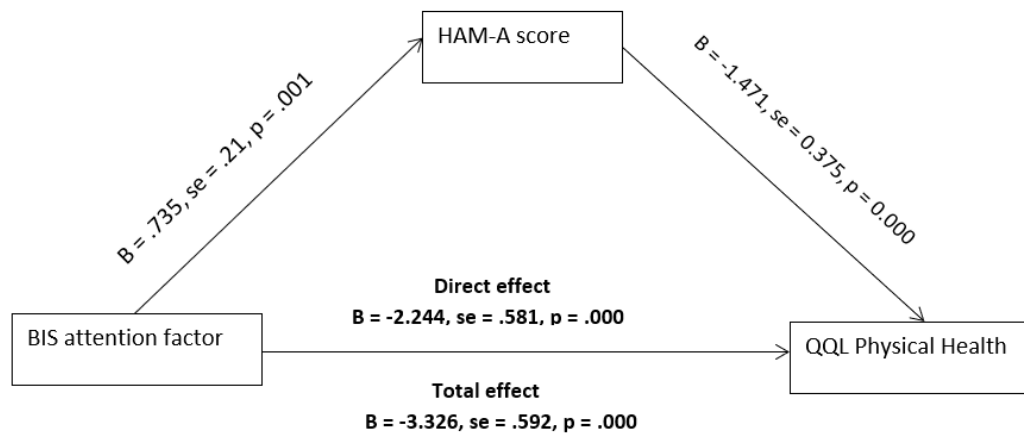 HAM-A score
B = .735, se = .21, p = .001
B = -1.471, se = 0.375, p = 0.000
Direct effect
B = -2.244, se = .581, p = .000
BIS attention factor
QQL Physical Health
Total effect
B = -3.326, se = .592, p = .000